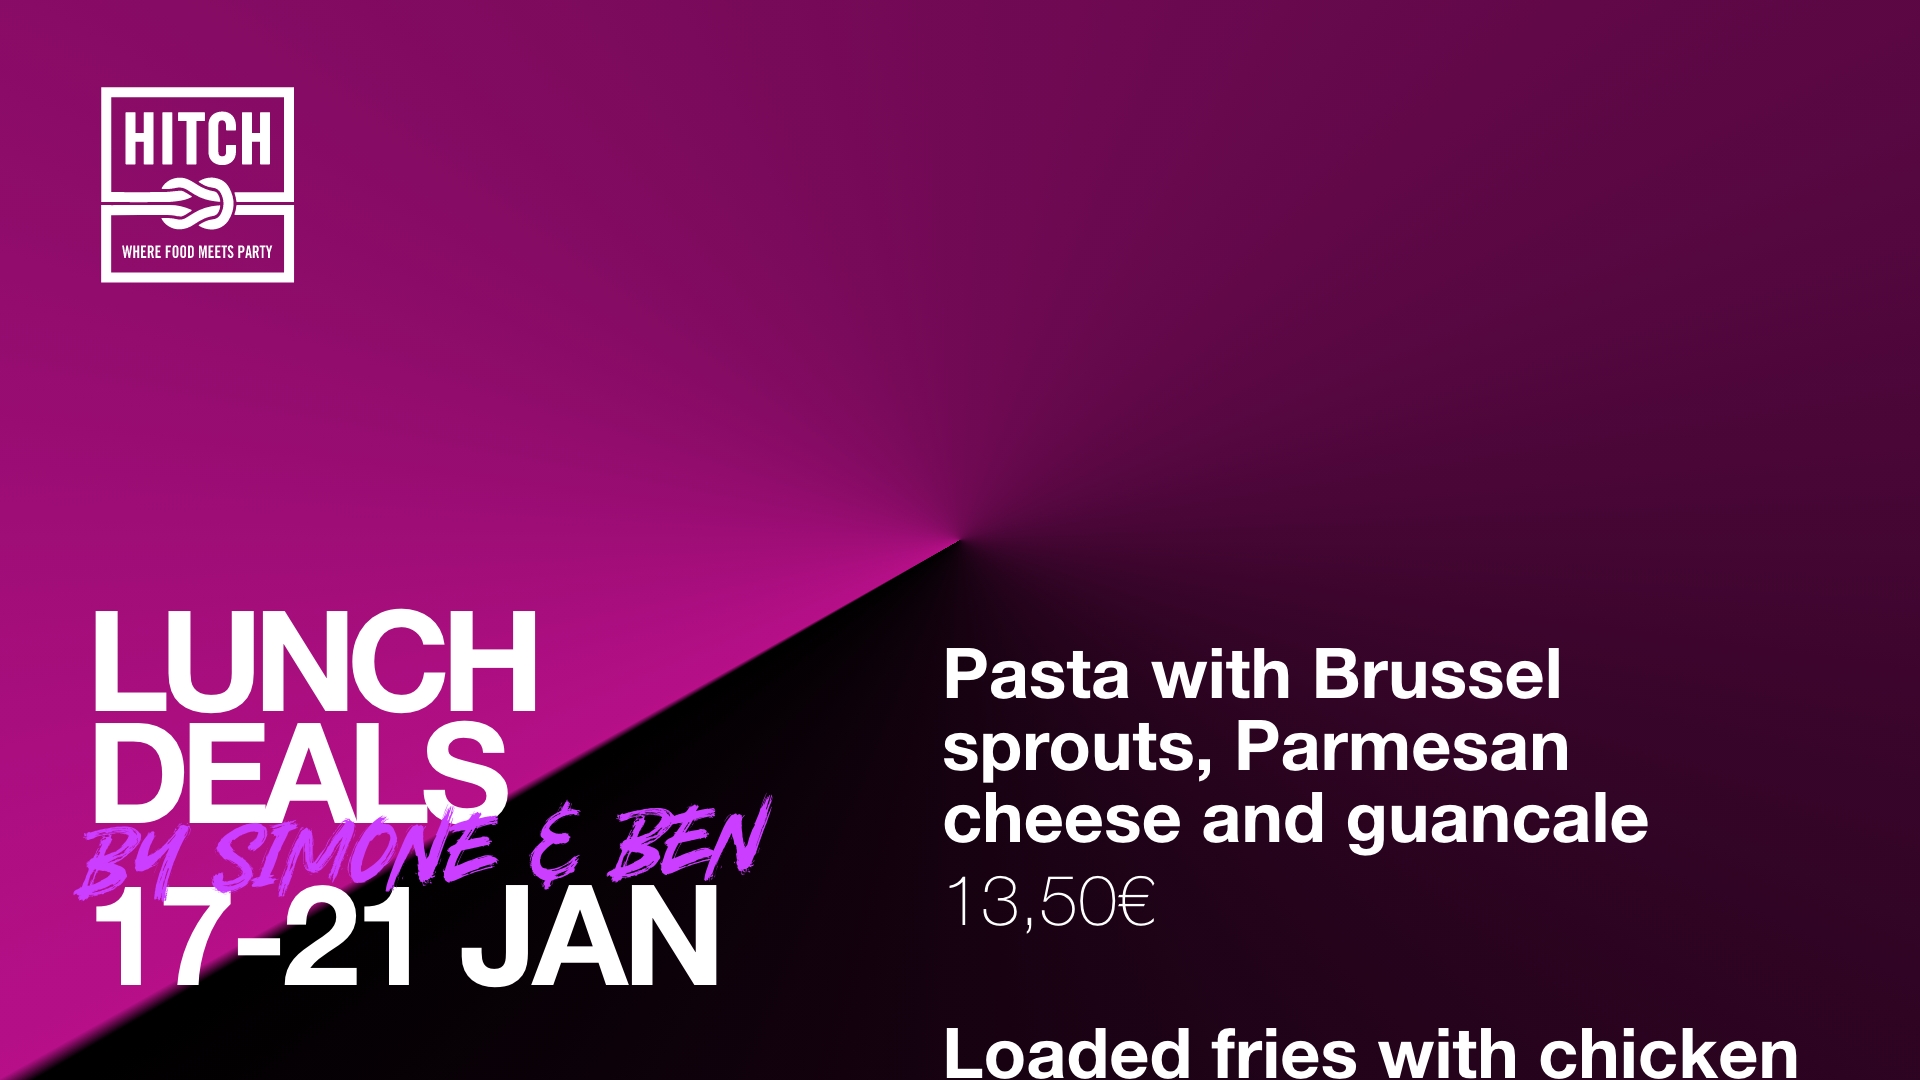 HITCH
WHERE FOOD MEETS PARTY
LUNCH
DEALS
BY SIMONE & BEN
17-21 JAN
Pasta with Brussel
sprouts, Parmesan
cheese and guancale
13,50€
Loaded fries with chicken